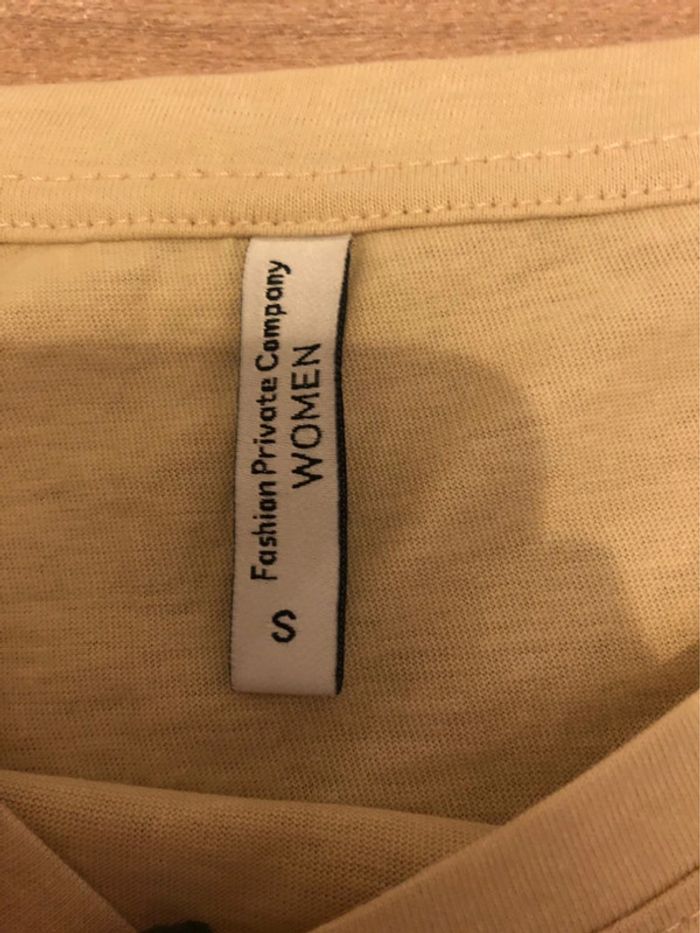 Fashion Private Company
WOMEN
S